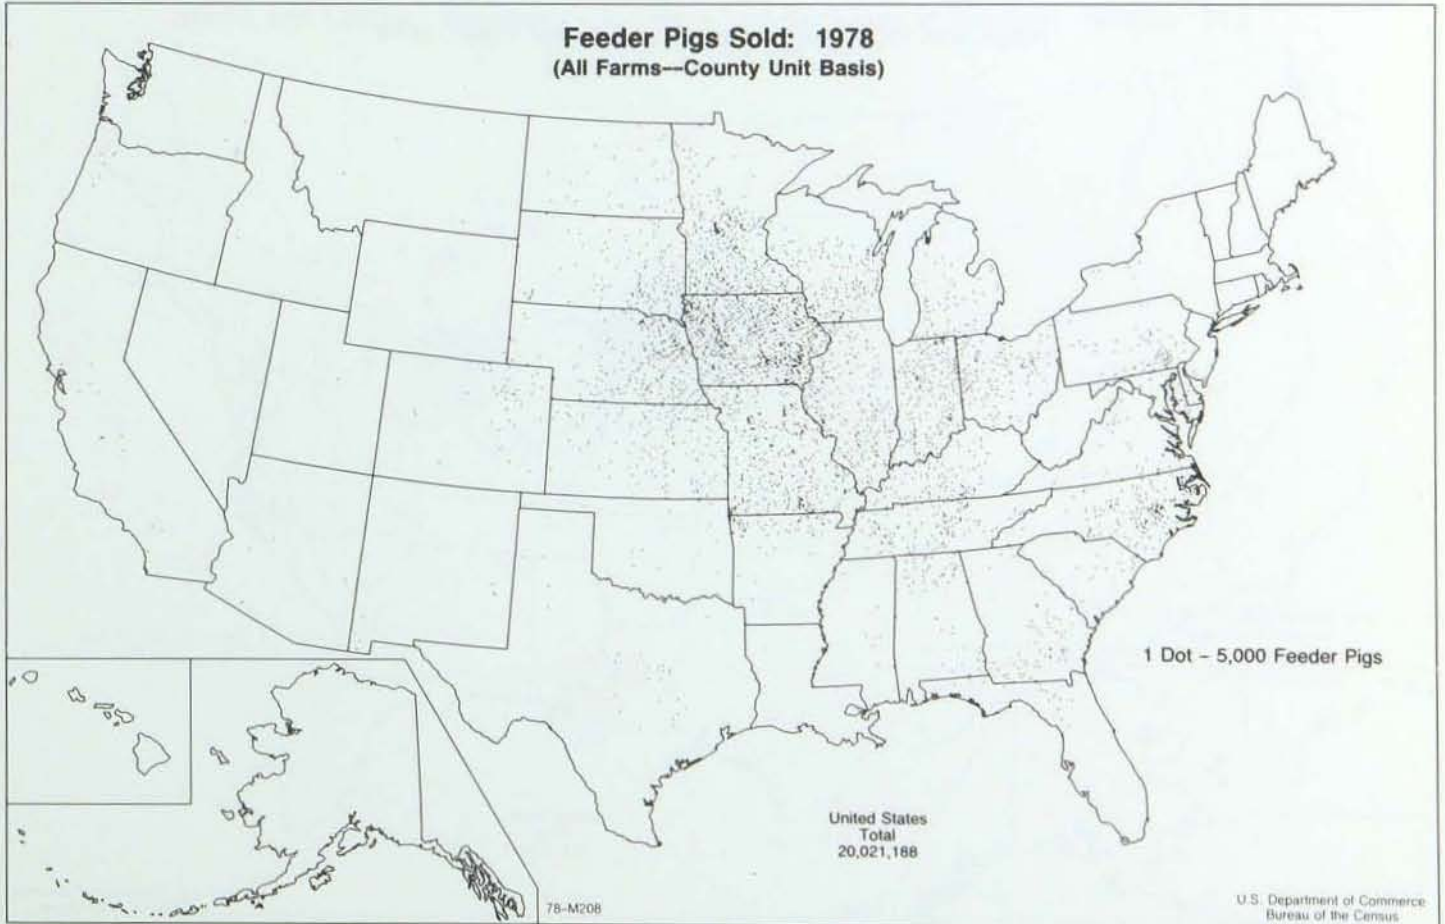 Feeder Pigs Sold: 1978
(All Farms—County Unit Basis)
1 Dot – 5,000 Feeder Pigs
United States
Total
20,021,188
78-M208
U.S. Department of Commerce
Bureau of the Census